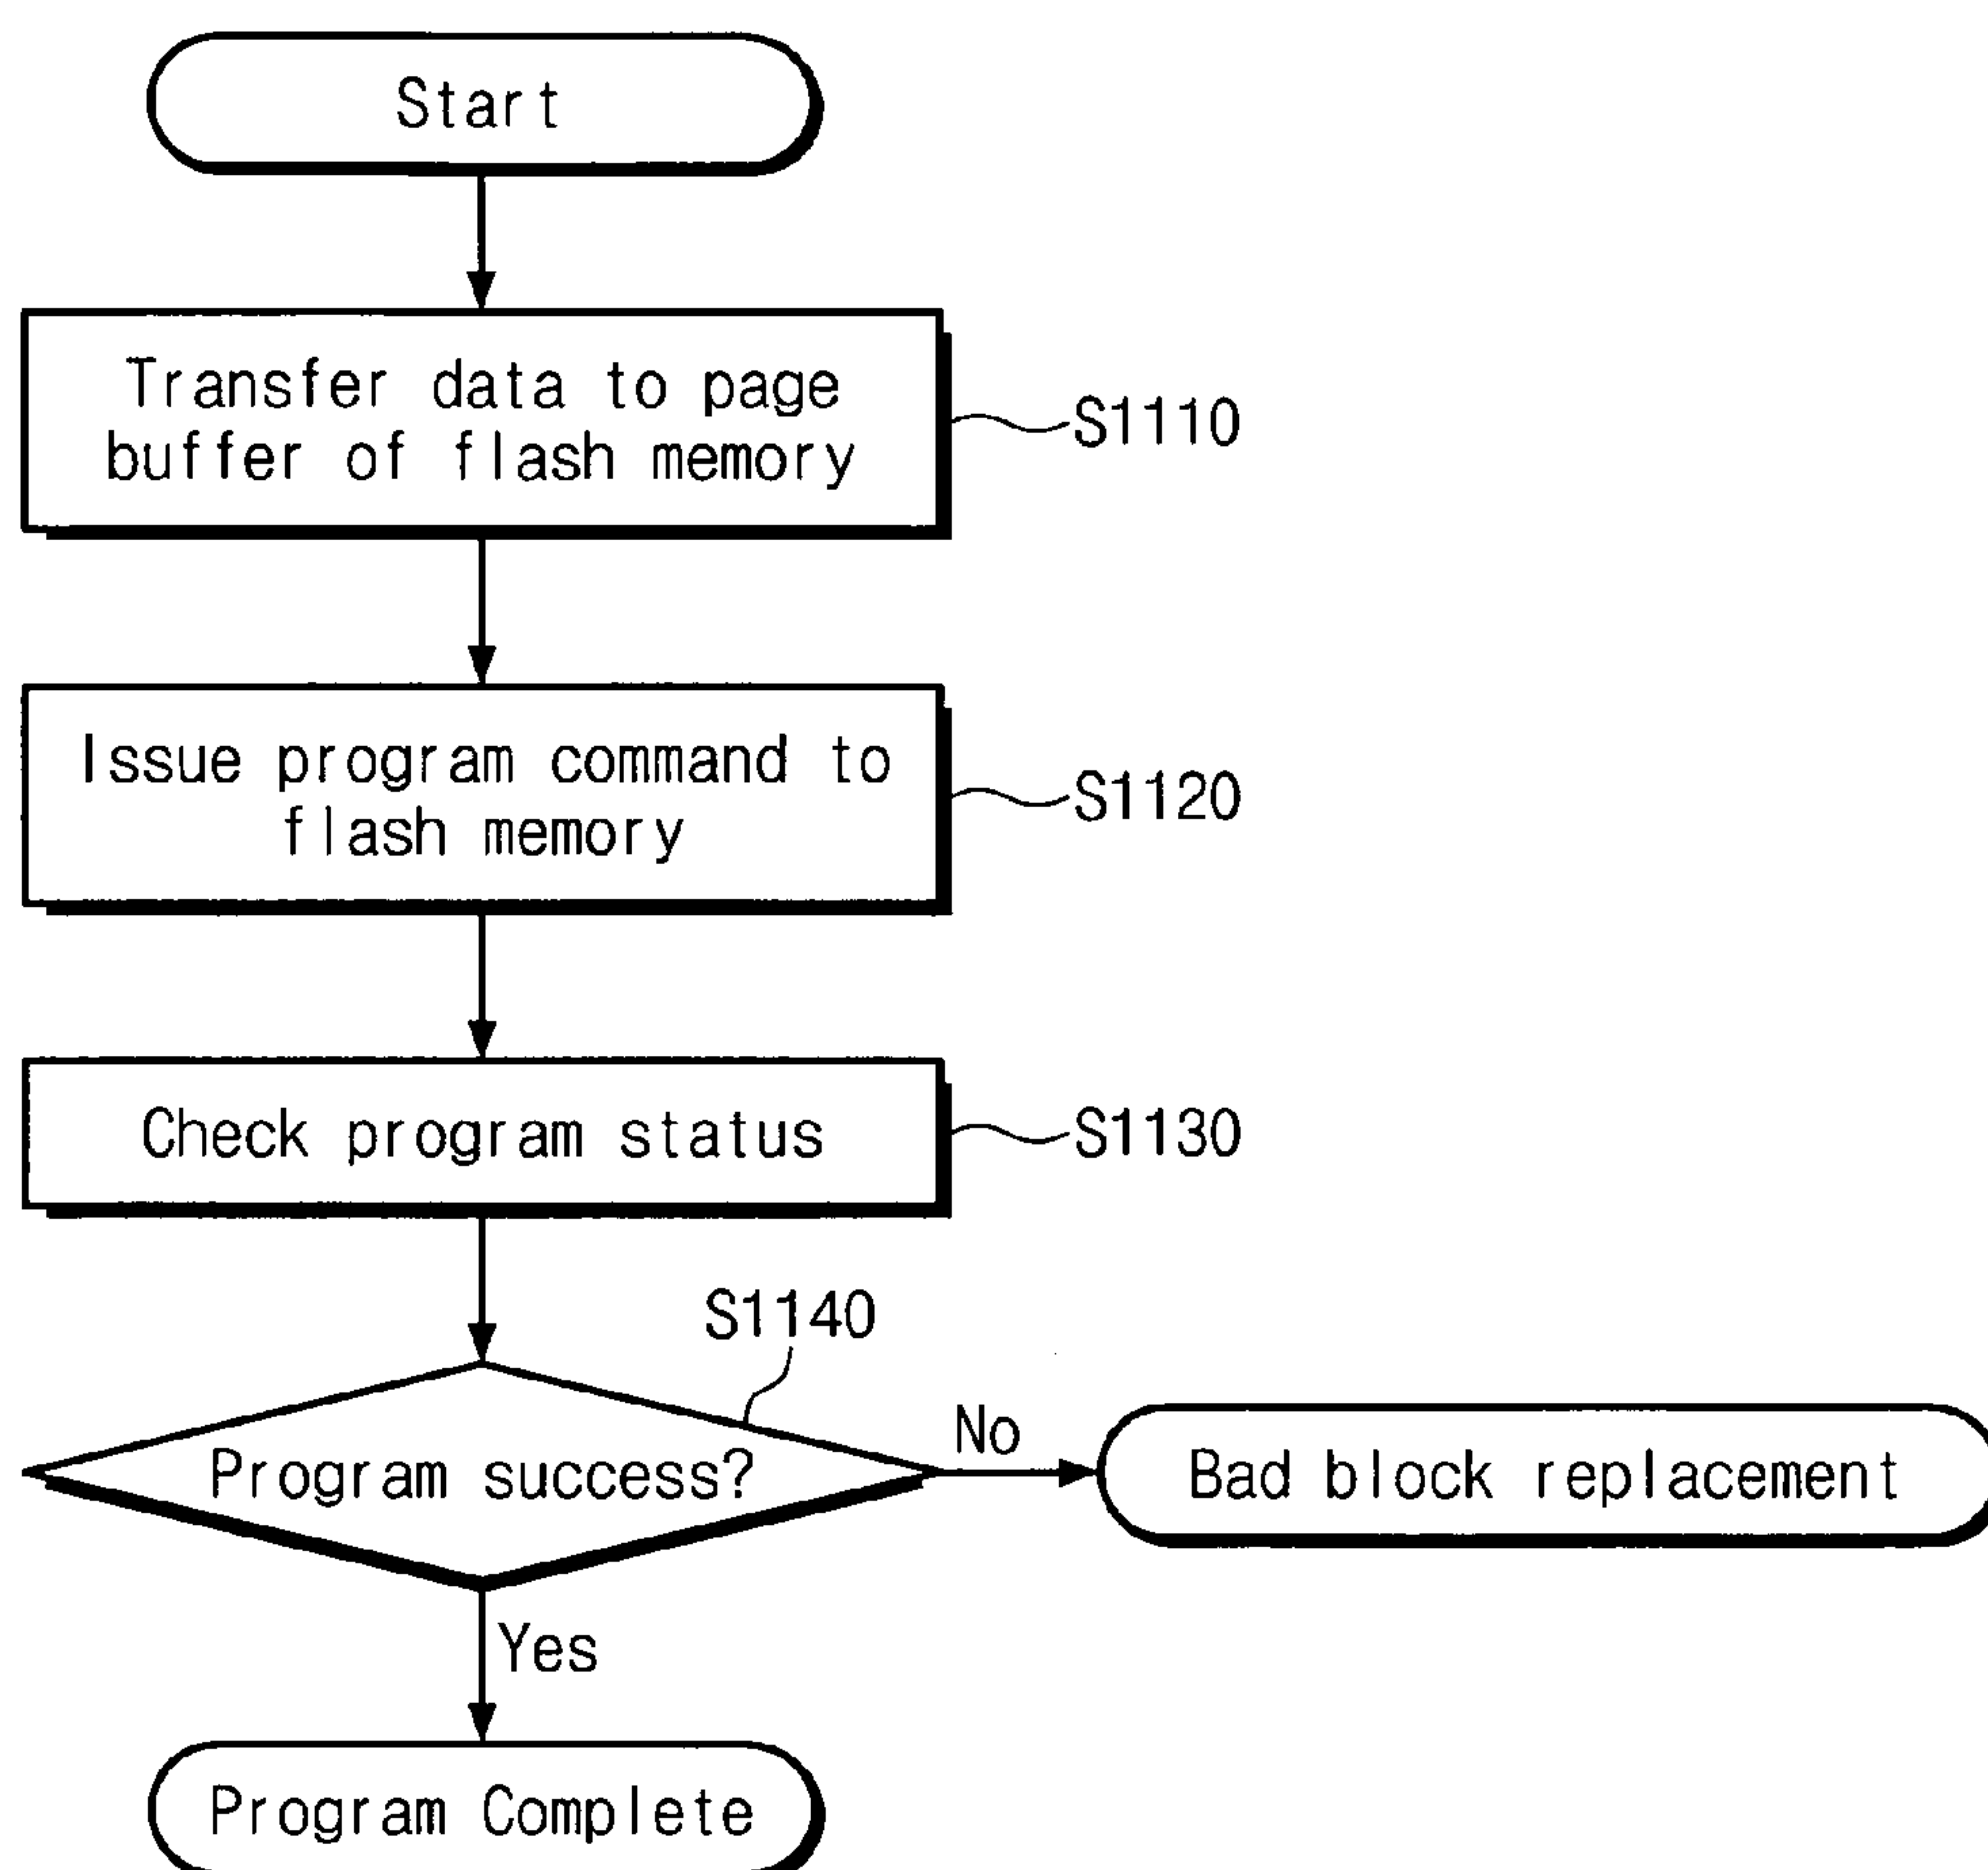 Start
Transfer data to page
buffer of flash memory
S1110
Issue program command to
flash memory
S1120
Check program status
S1130
S1140
Program success?
No
Bad block replacement
Yes
Program Complete